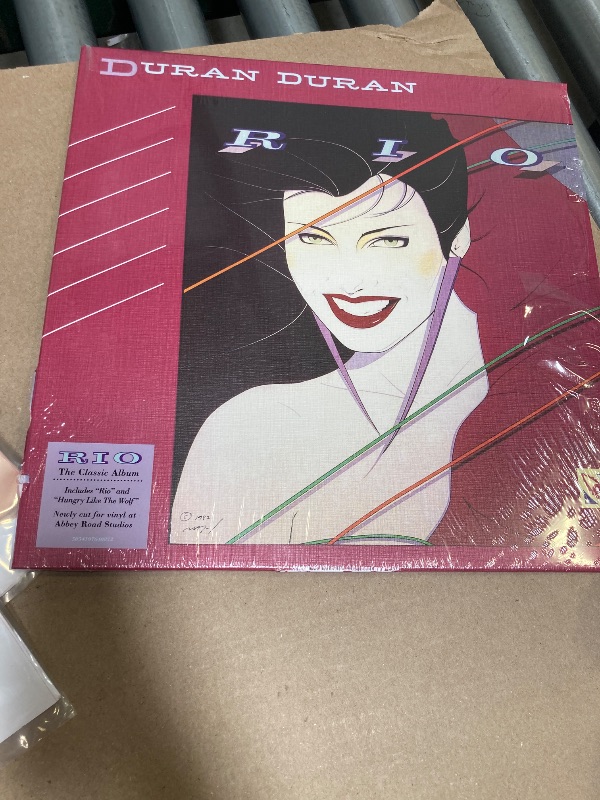 DURAN DURAN
RIO
RIO
The Classic Album
Includes "Rio" and
"Hungry Like The Wolf"
Newly cut for vinyl at
Abbey Road Studios
© 1982